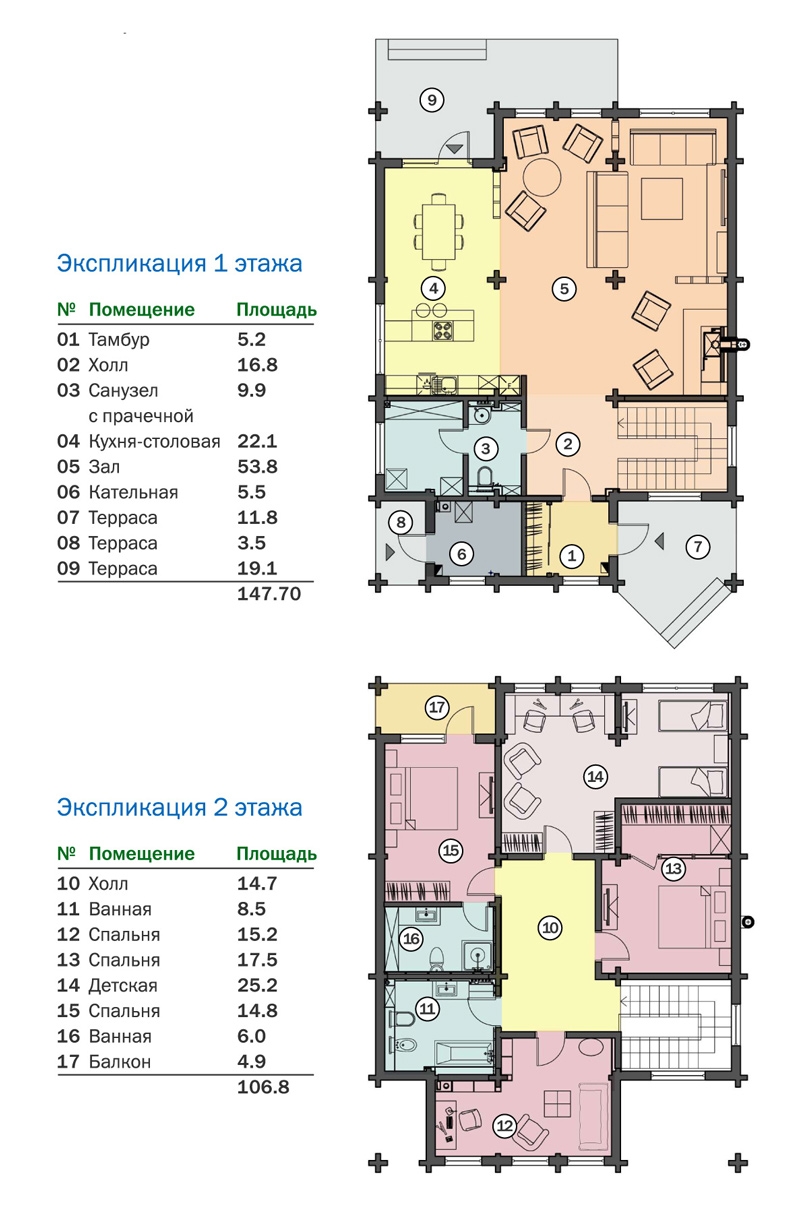 Экспликация 1 этажа
№ Помещение Площадь
01 Тамбур 5.2
02 Холл 16.8
03 Санузел 9.9
с прачечной
04 Кухня-столовая 22.1
05 Зал 53.8
06 Кательная 5.5
07 Терраса 11.8
08 Терраса 3.5
09 Терраса 19.1
147.70
9
4
5
3
2
8
6
1
7
Экспликация 2 этажа
№ Помещение Площадь
10 Холл 14.7
11 Ванная 8.5
12 Спальня 15.2
13 Спальня 17.5
14 Детская 25.2
15 Спальня 14.8
16 Ванная 6.0
17 Балкон 4.9
106.8
17
14
15
13
16
10
11
12